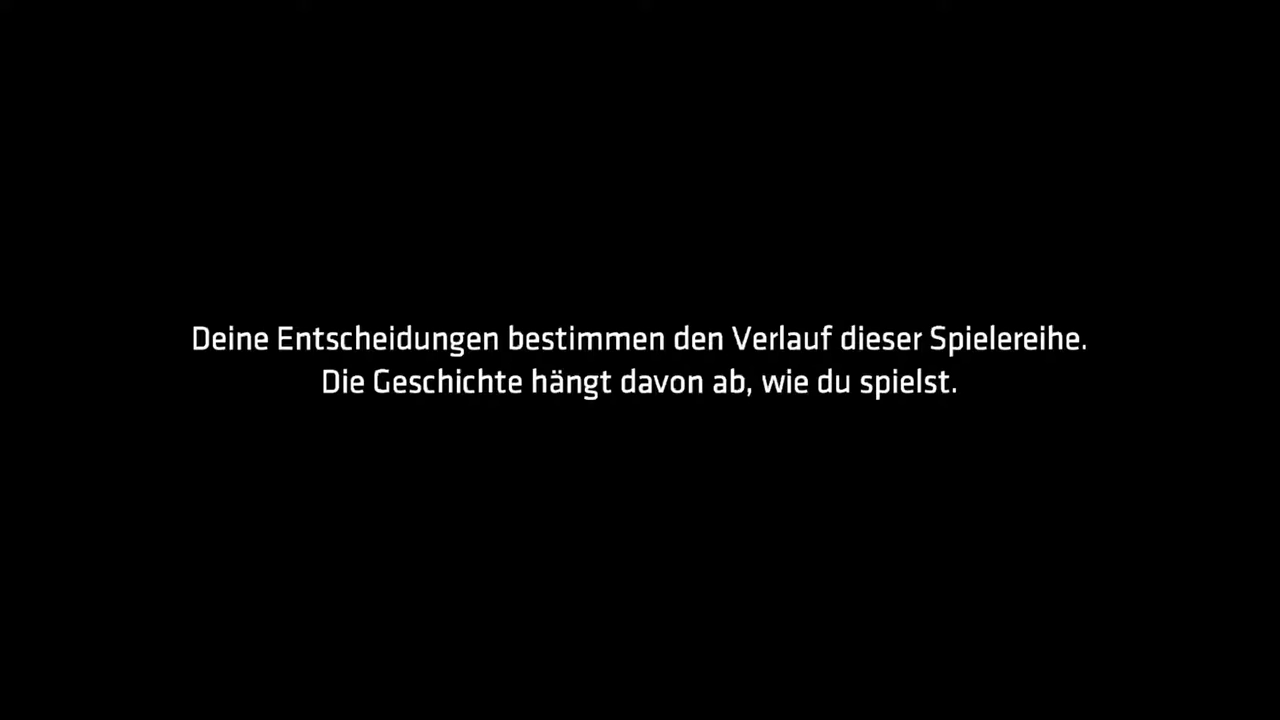 Deine Entscheidungen bestimmen den Verlauf dieser Spielereihe.
Die Geschichte hängt davon ab, wie du spielst.